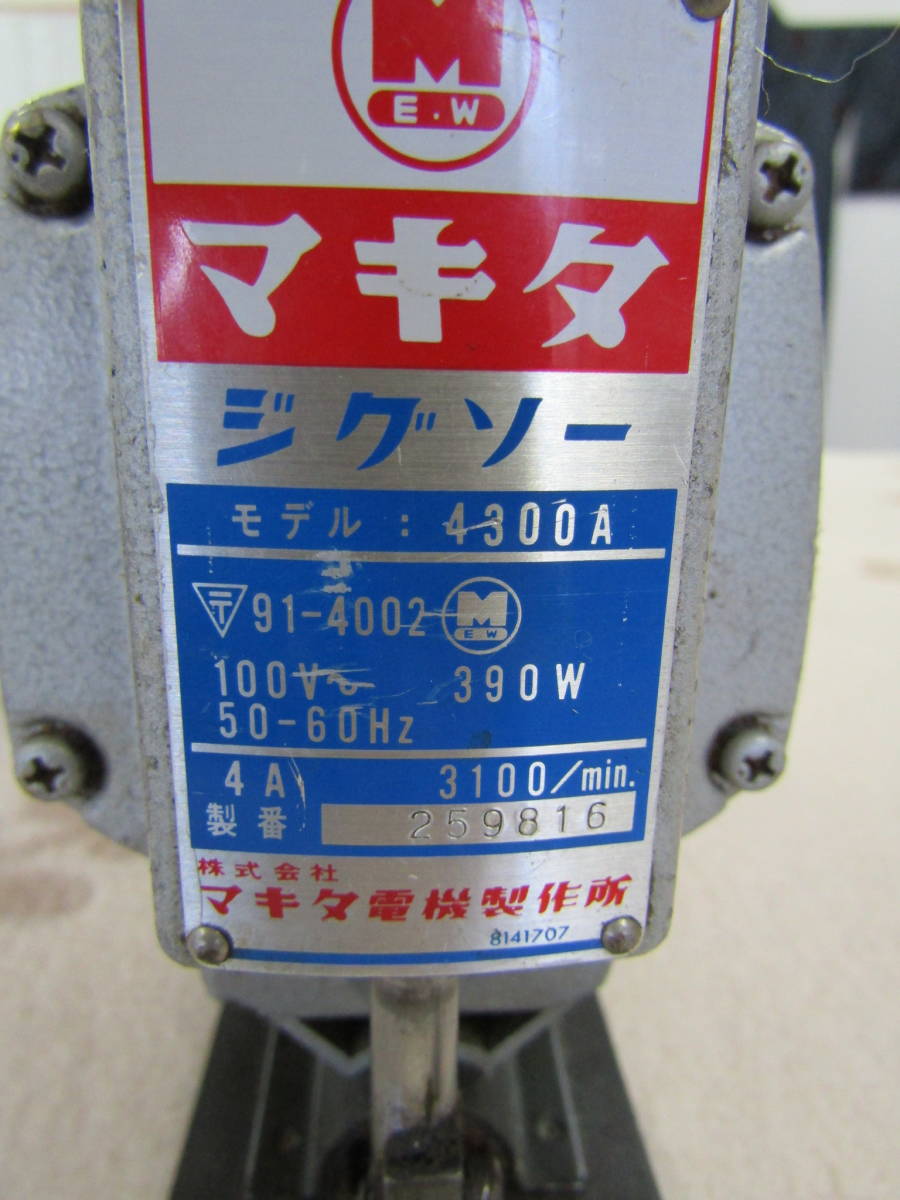 M
E.W
マキタ
ジグソー
モデル : 4300A
〒 91-4002 M E.W
100V~ 390W
50-60Hz
4A 3100/min.
製番 259816
株式会社
マキタ電機製作所
8141707